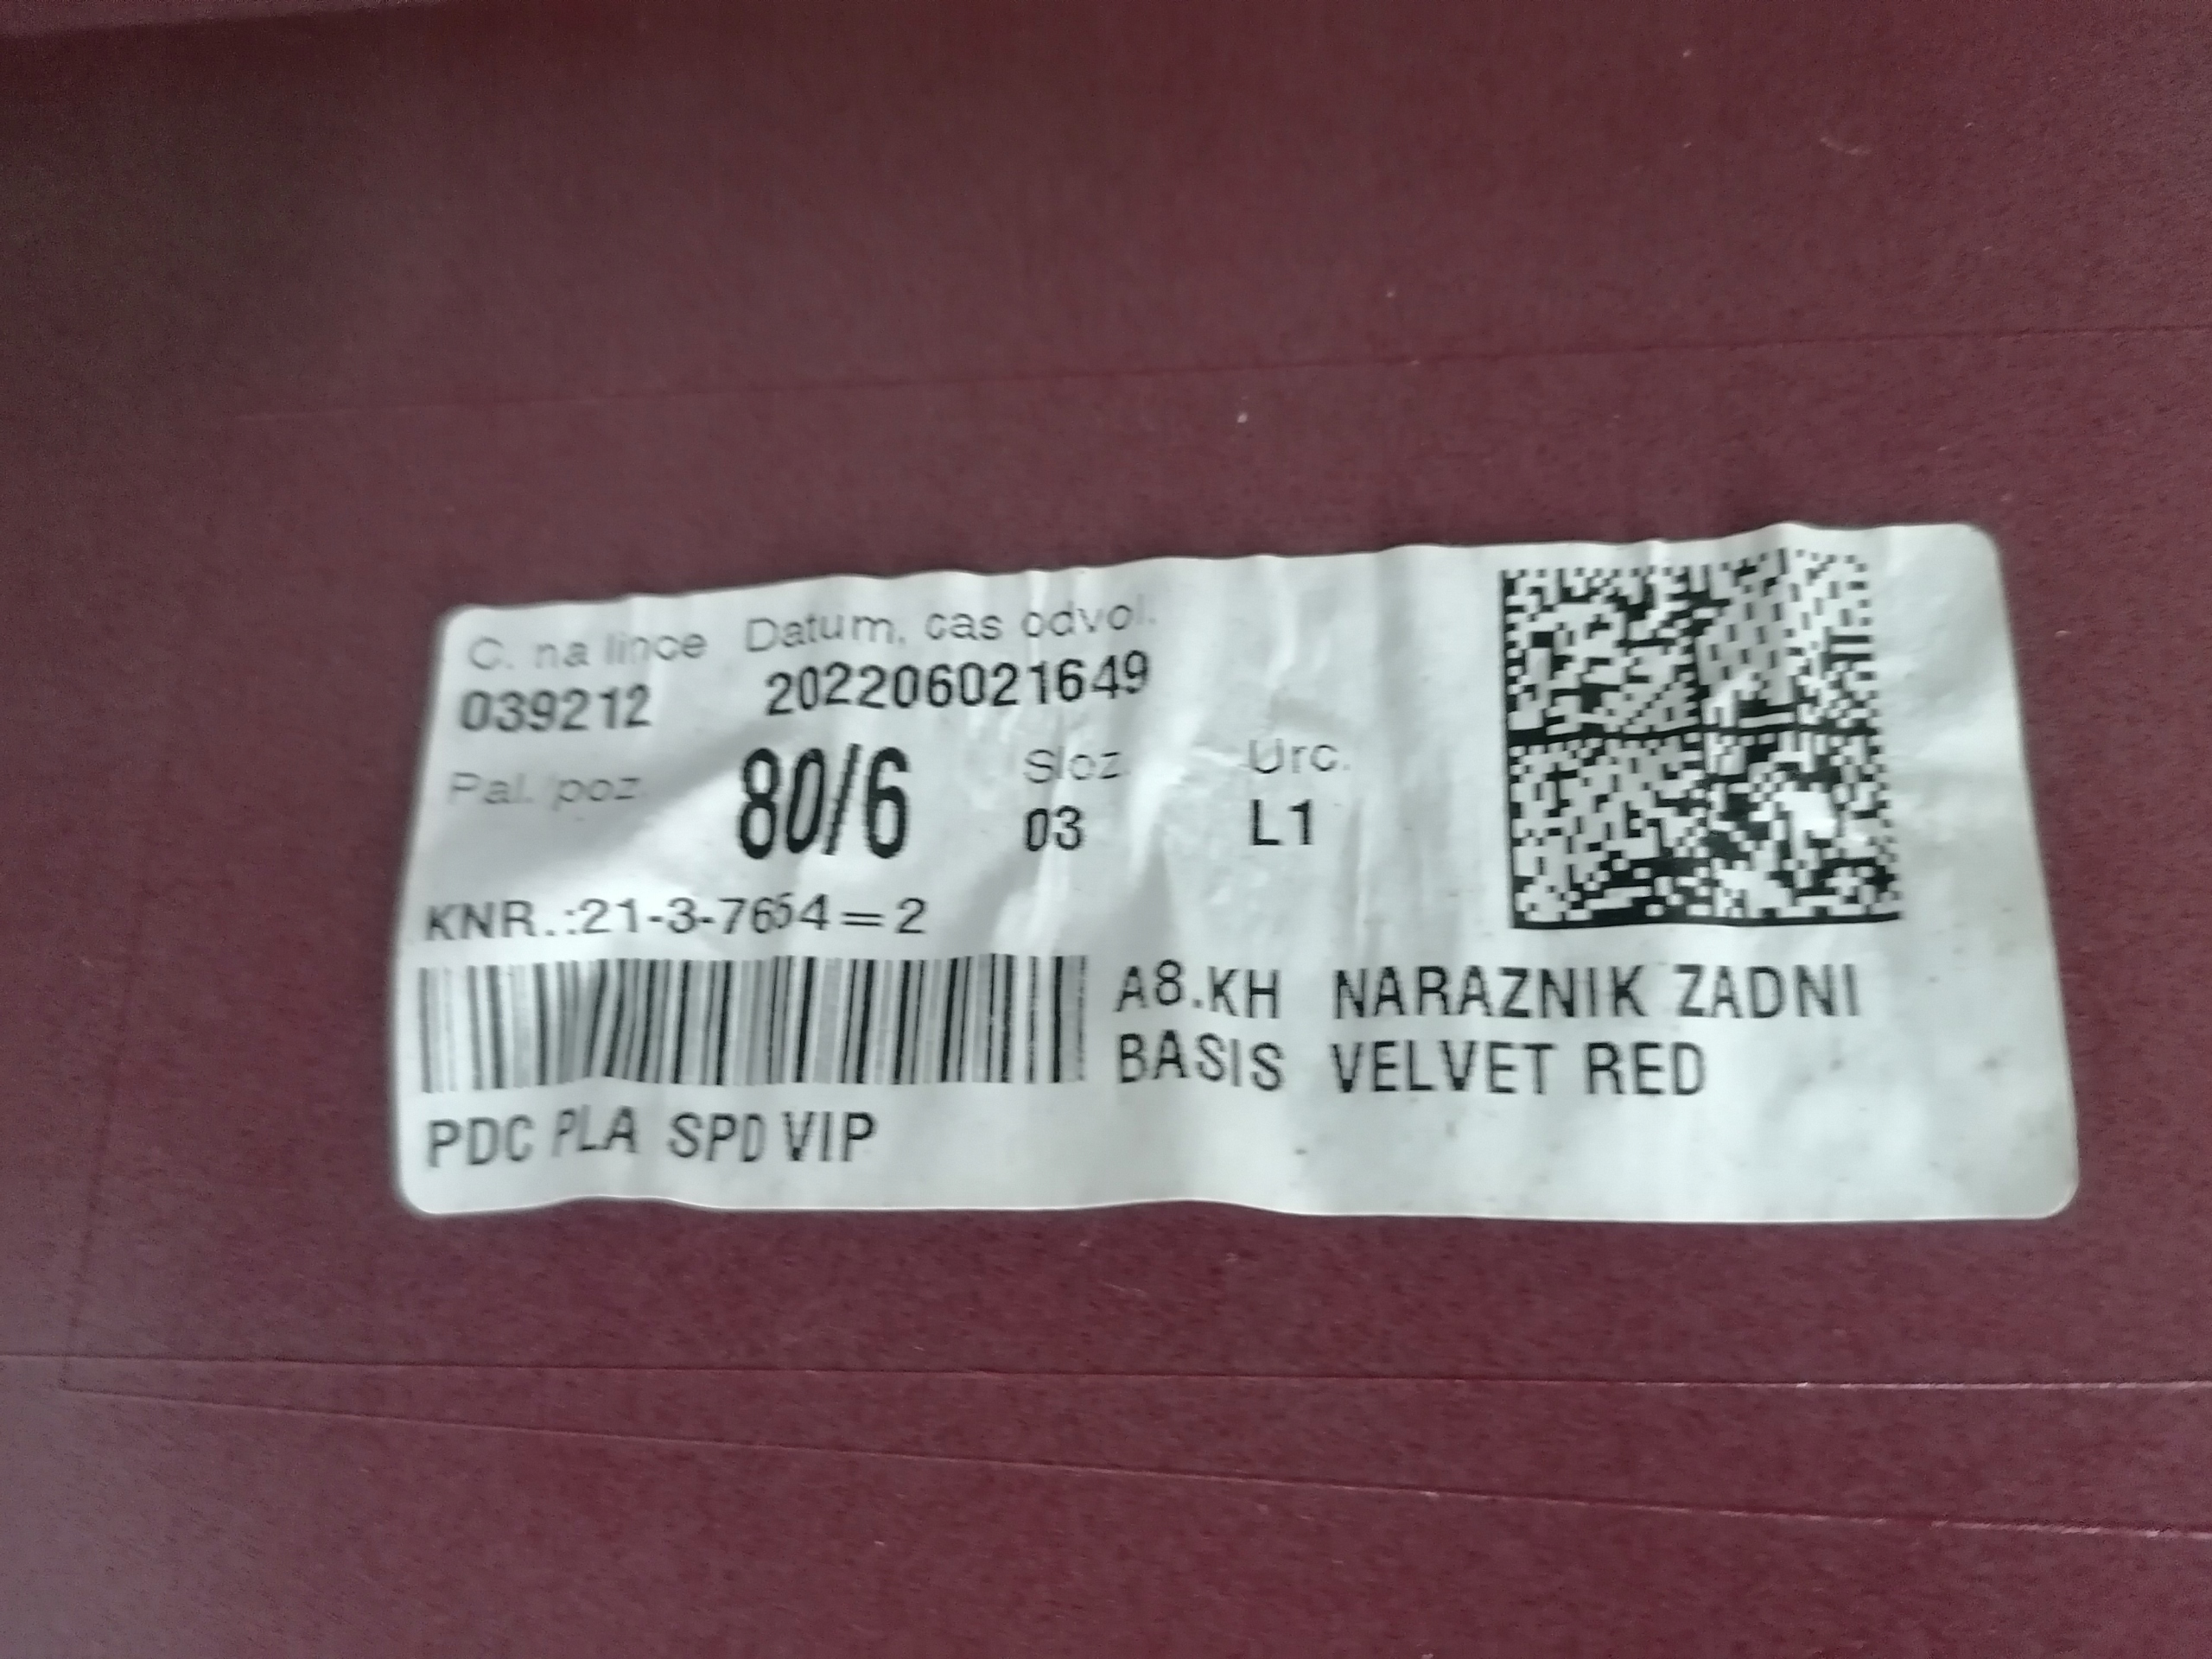 C. na lince Datum, cas odvol.
039212 202206021649
Pal./poz. 80/6 Sloz. Urc.
03 L1
KNR.:21-3-7654=2
A8.KH NARAZNIK ZADNI
BASIS VELVET RED
PDC PLA SPD VIP